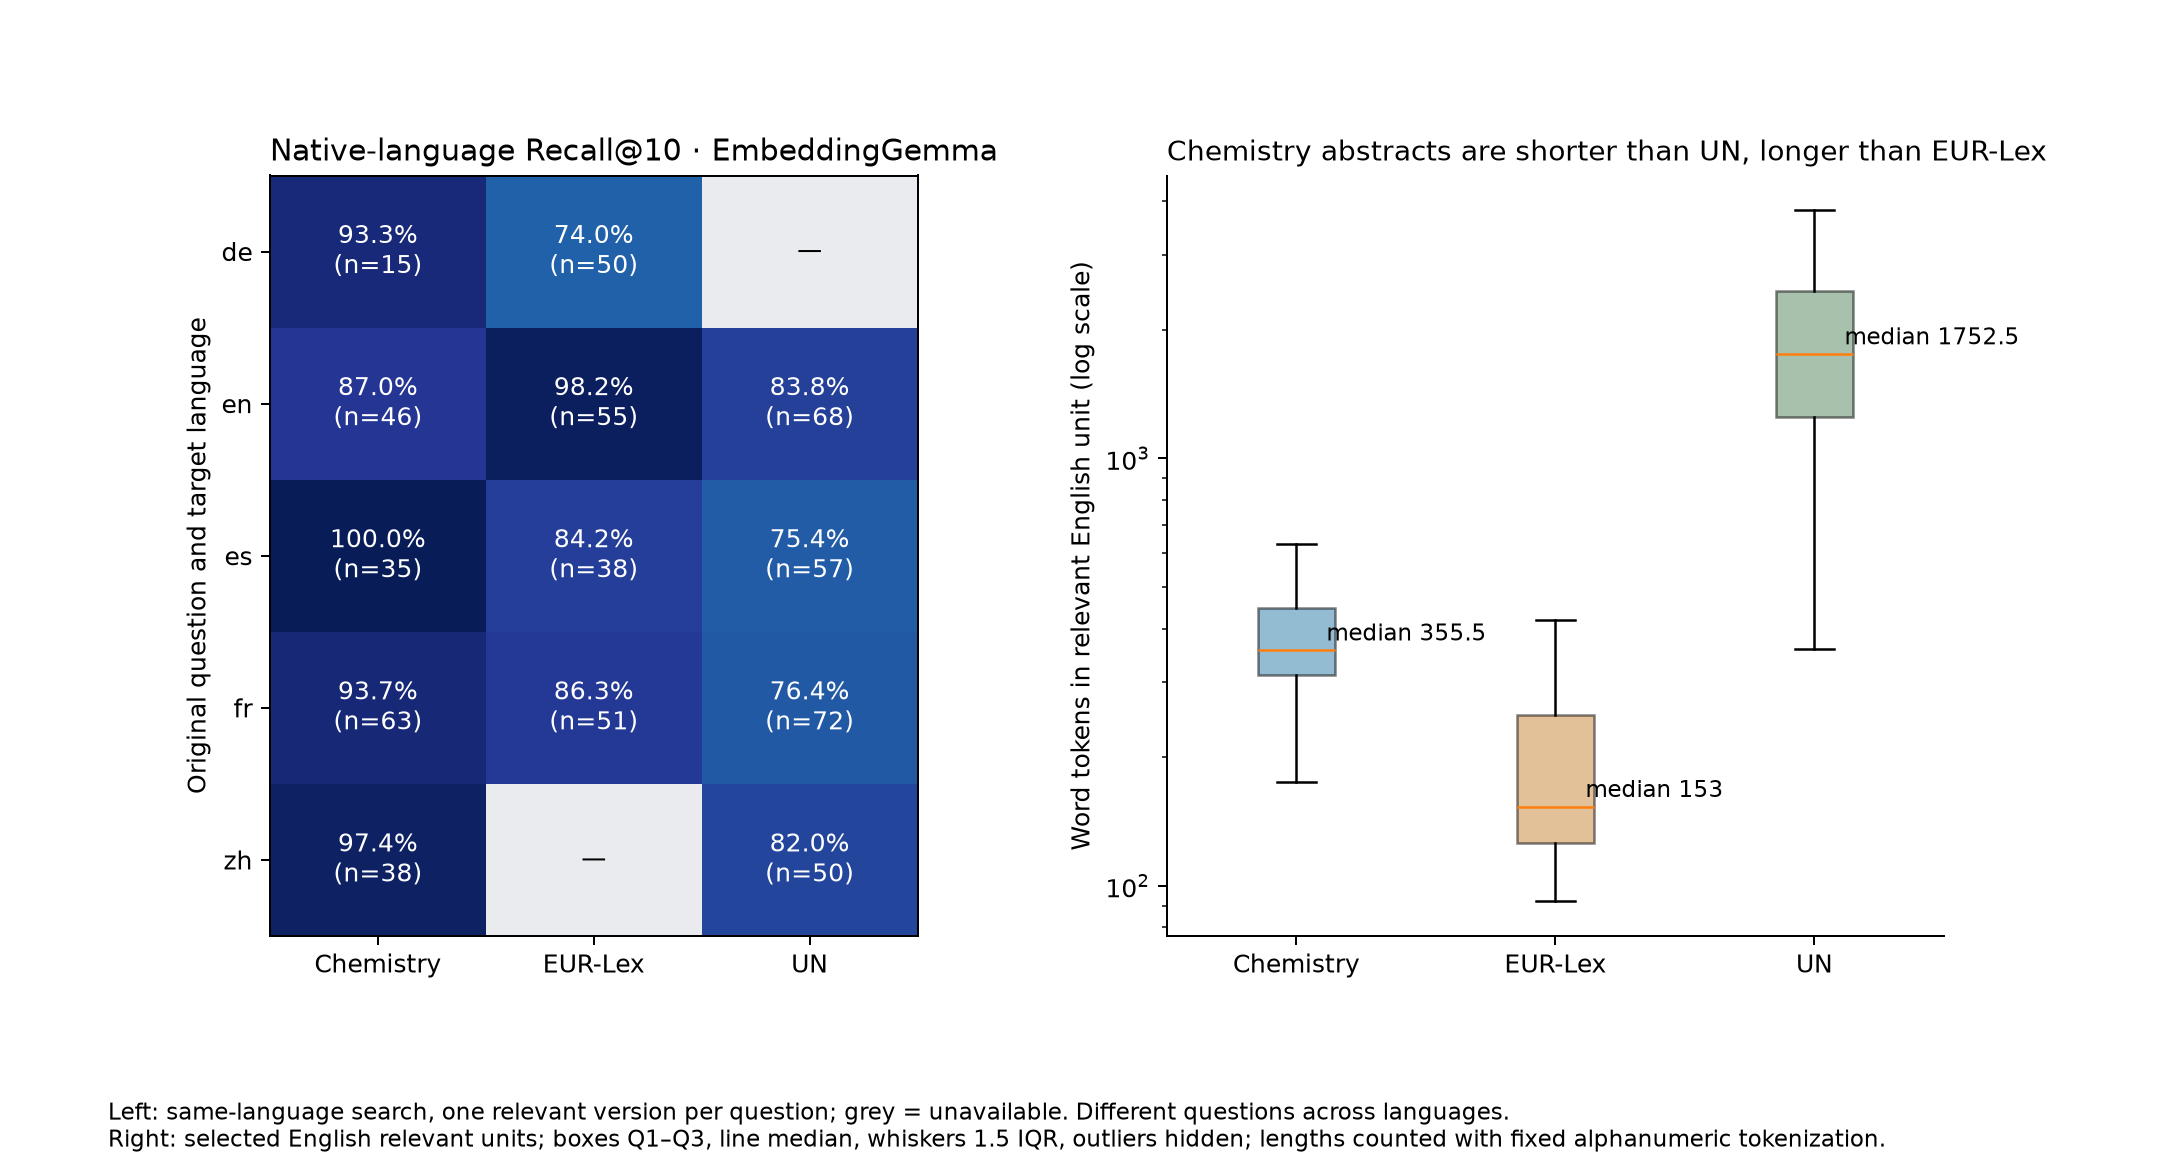 Native-language Recall@10 · EmbeddingGemma
Original question and target language
de
93.3%
(n=15)
74.0%
(n=50)
—
en
87.0%
(n=46)
98.2%
(n=55)
83.8%
(n=68)
es
100.0%
(n=35)
84.2%
(n=38)
75.4%
(n=57)
fr
93.7%
(n=63)
86.3%
(n=51)
76.4%
(n=72)
zh
97.4%
(n=38)
—
82.0%
(n=50)
Chemistry
EUR-Lex
UN
Chemistry abstracts are shorter than UN, longer than EUR-Lex
Word tokens in relevant English unit (log scale)
10³
10²
median 355.5
median 153
median 1752.5
Chemistry
EUR-Lex
UN
Left: same-language search, one relevant version per question; grey = unavailable. Different questions across languages.
Right: selected English relevant units; boxes Q1–Q3, line median, whiskers 1.5 IQR, outliers hidden; lengths counted with fixed alphanumeric tokenization.